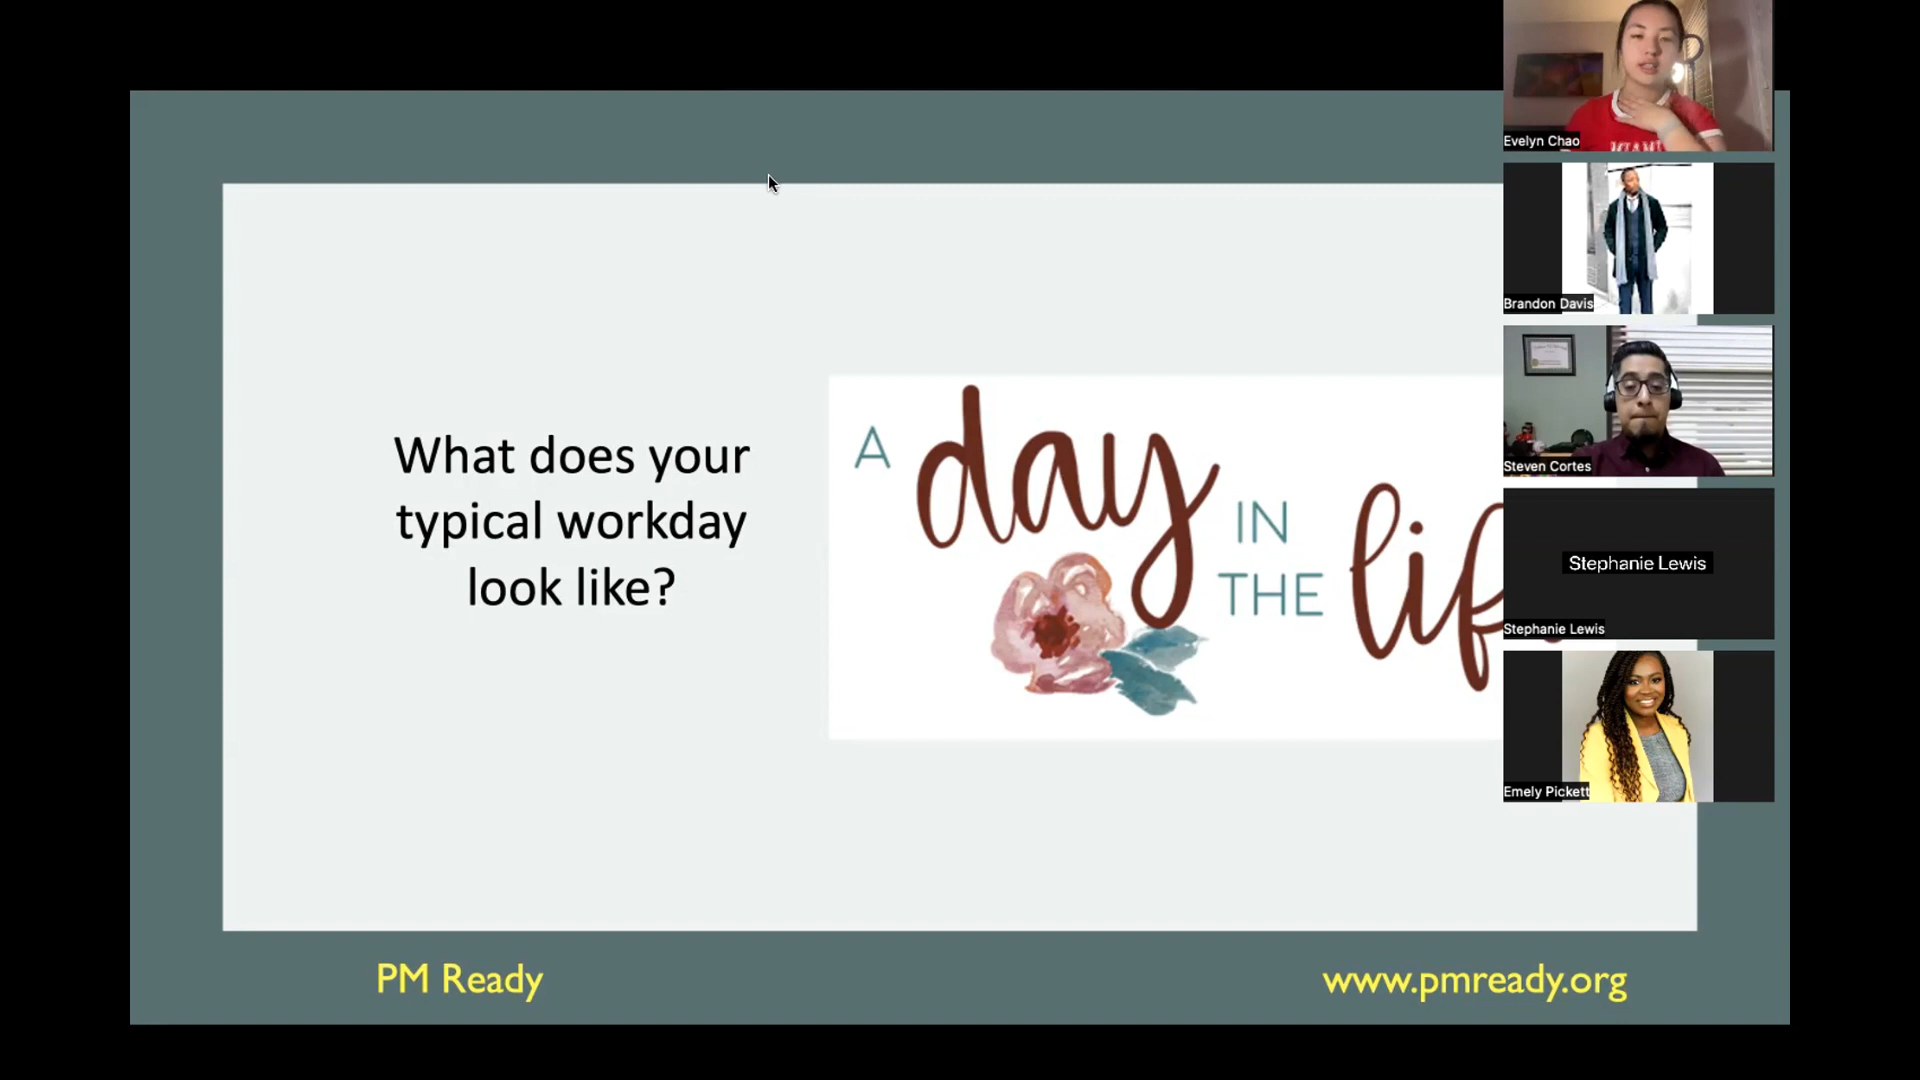 What does your
typical workday
look like?
A day IN
THE
PM Ready
www.pmready.org
Evelyn Chao
Brandon Davis
Steven Cortes
Stephanie Lewis
Stephanie Lewis
Emely Pickett